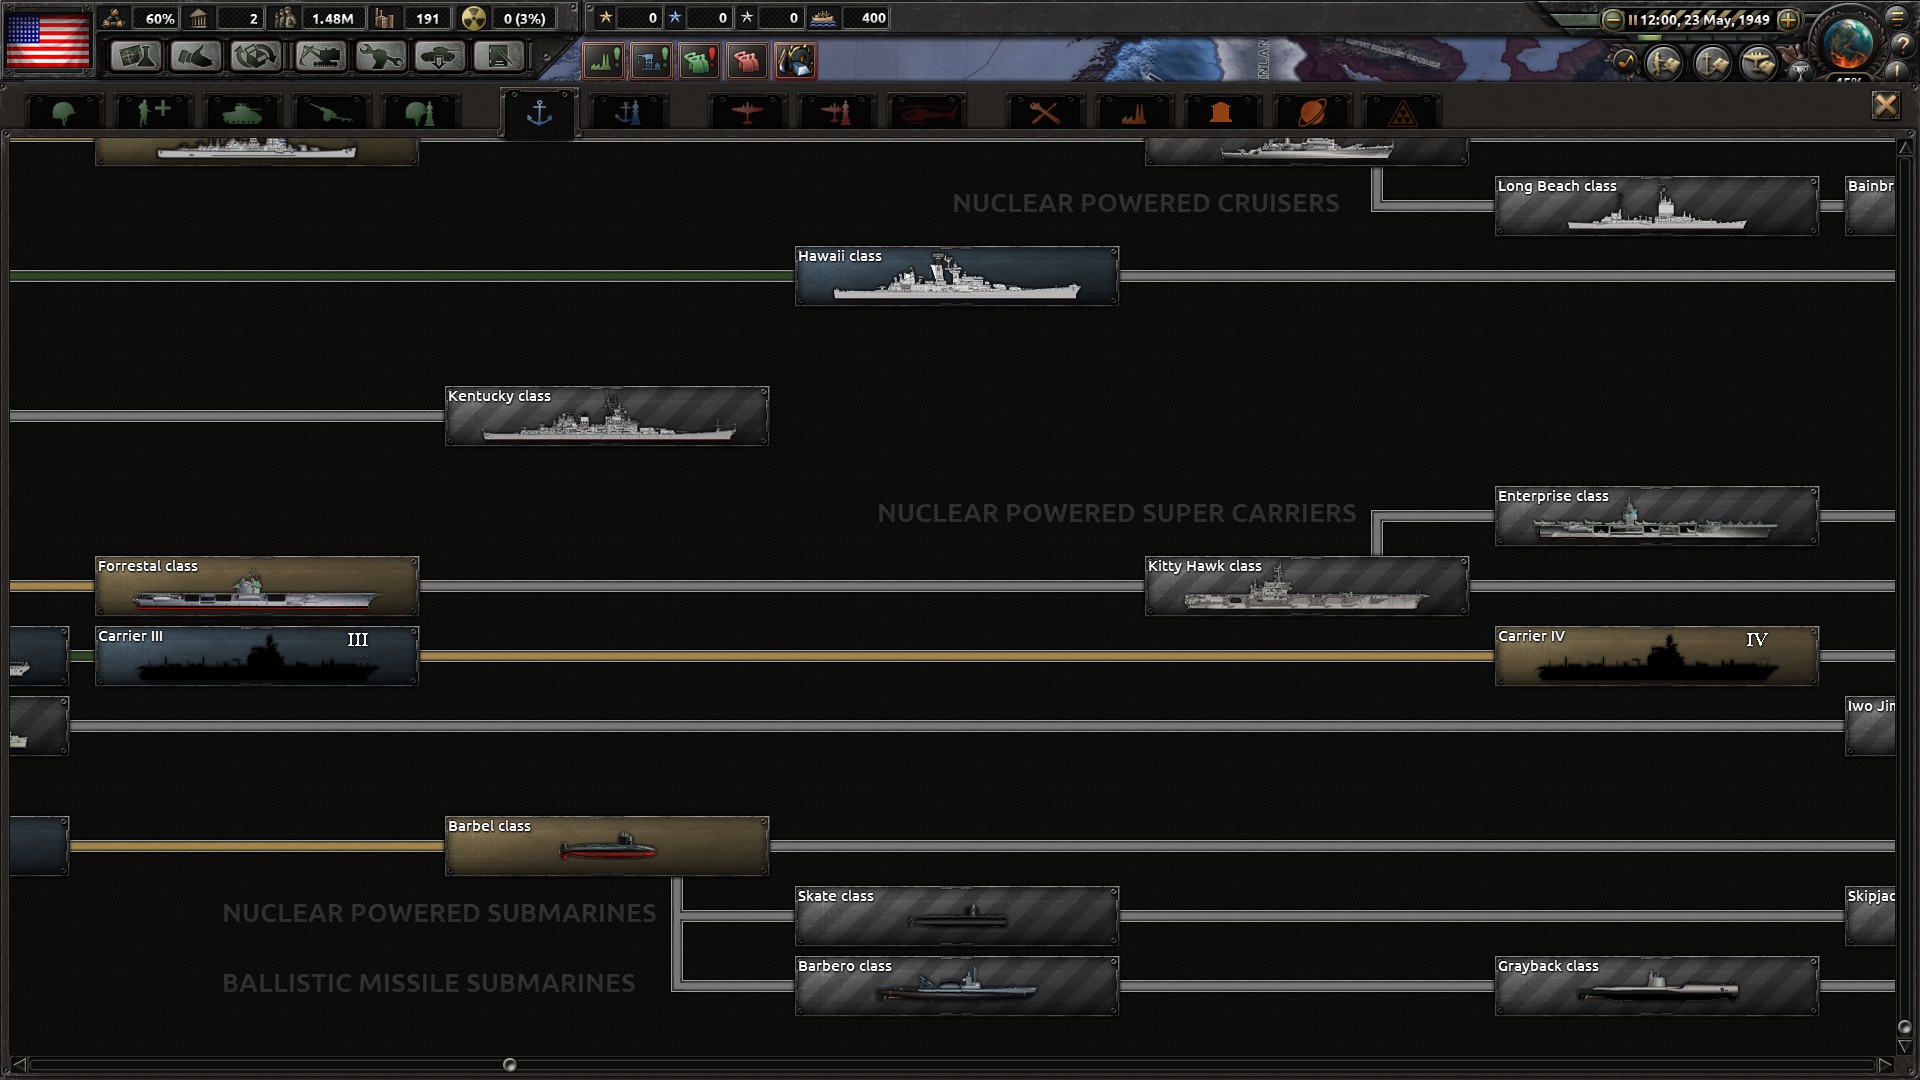 60%
2
1.48M
191
0 (3%)
0
0
0
400
12:00, 23 May, 1949
NUCLEAR POWERED CRUISERS
Long Beach class
Bainbr
Hawaii class
Kentucky class
NUCLEAR POWERED SUPER CARRIERS
Enterprise class
Forrestal class
Kitty Hawk class
Carrier III
III
Carrier IV
IV
Iwo Jin
Barbel class
NUCLEAR POWERED SUBMARINES
Skate class
Skipjac
BALLISTIC MISSILE SUBMARINES
Barbero class
Grayback class